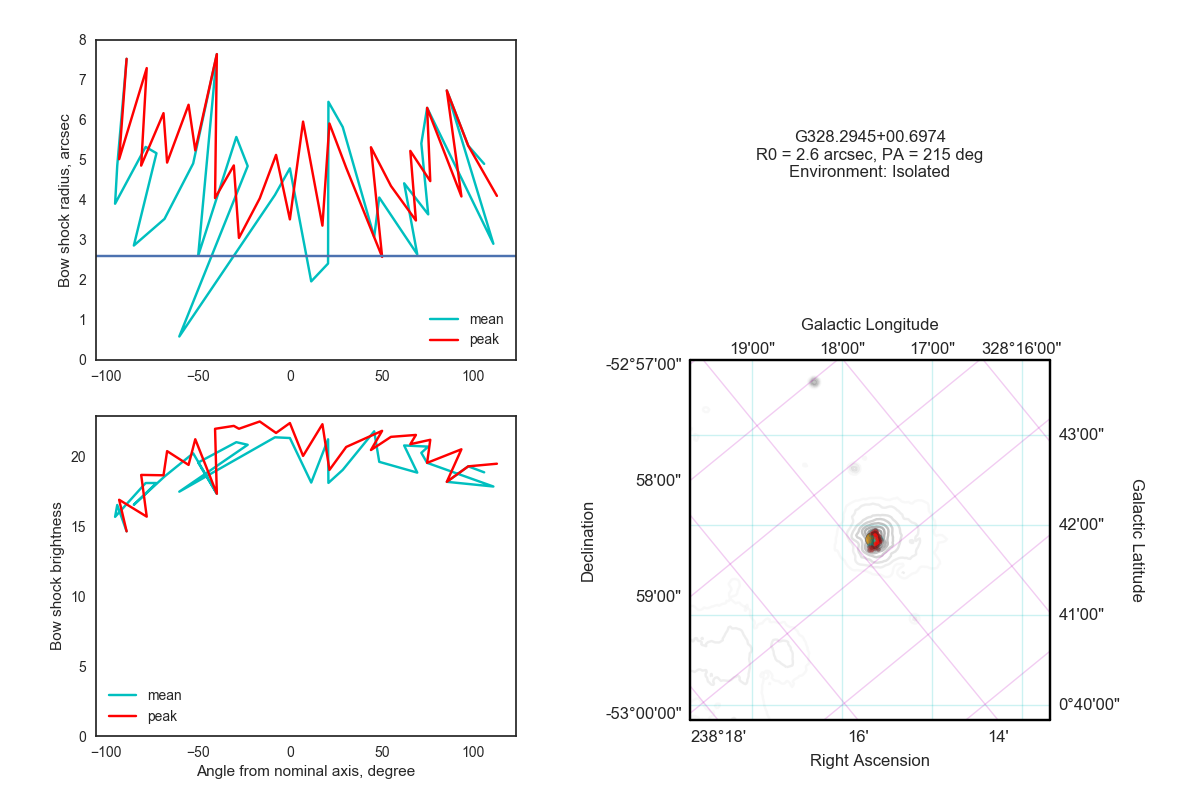 8
7
6
5
4
3
2
1
0
Bow shock radius, arcsec
mean
peak
−100 −50 0 50 100
20
15
10
5
0
Bow shock brightness
mean
peak
−100 −50 0 50 100
Angle from nominal axis, degree
G328.2945+00.6974
R0 = 2.6 arcsec, PA = 215 deg
Environment: Isolated
Galactic Longitude
19'00" 18'00" 17'00" 328°16'00"
-52°57'00"
58'00"
59'00"
-53°00'00"
Declination
43'00"
42'00"
41'00"
0°40'00"
Galactic Latitude
238°18' 16' 14'
Right Ascension